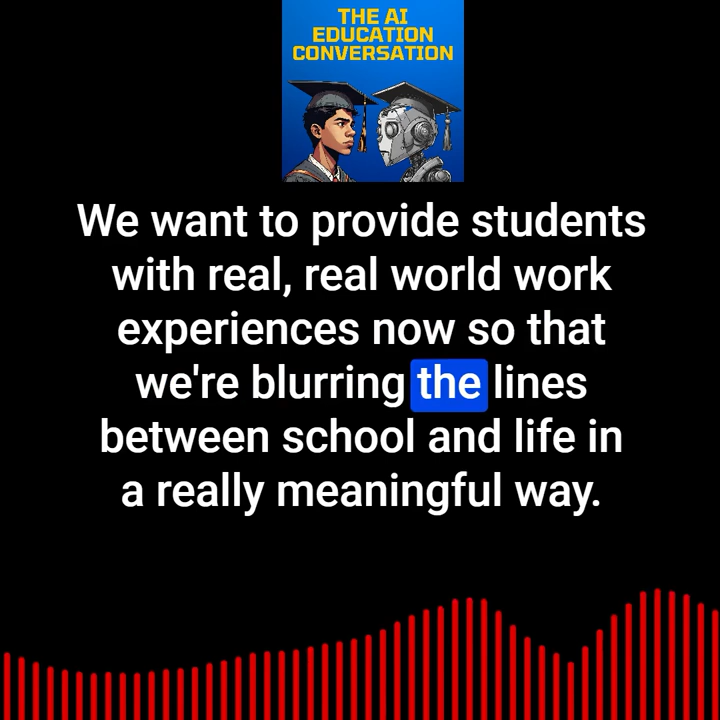 THE AI
EDUCATION
CONVERSATION
We want to provide students
with real, real world work
experiences now so that
we're blurring the lines
between school and life in
a really meaningful way.